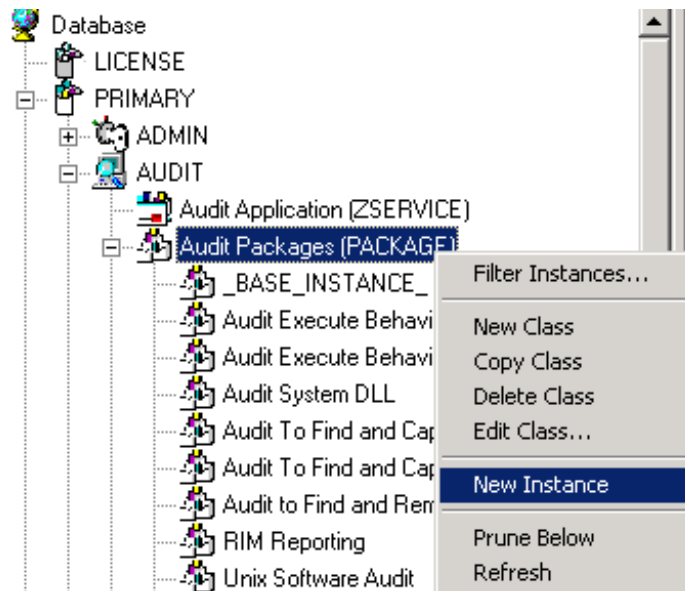 Database
LICENSE
PRIMARY
ADMIN
AUDIT
Audit Application (ZSERVICE)
Audit Packages (PACKAGE)
_BASE_INSTANCE_
Audit Execute Behavi
Audit Execute Behavi
Audit System DLL
Audit To Find and Cap
Audit To Find and Cap
Audit to Find and Rem
RIM Reporting
Unix Software Audit
Filter Instances...
New Class
Copy Class
Delete Class
Edit Class...
New Instance
Prune Below
Refresh